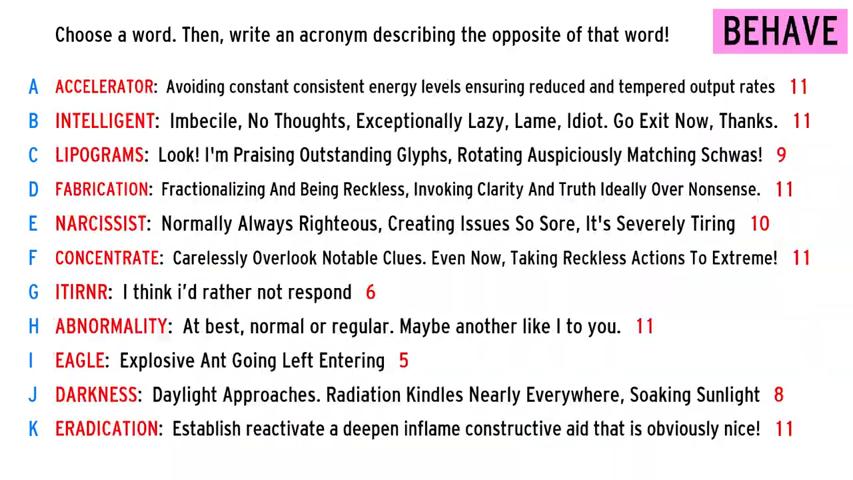 Choose a word. Then, write an acronym describing the opposite of that word!
BEHAVE
A ACCELERATOR: Avoiding constant consistent energy levels ensuring reduced and tempered output rates 11
B INTELLIGENT: Imbecile, No Thoughts, Exceptionally Lazy, Lame, Idiot. Go Exit Now, Thanks. 11
C LIPOGRAMS: Look! I'm Praising Outstanding Glyphs, Rotating Auspiciously Matching Schwas! 9
D FABRICATION: Fractionalizing And Being Reckless, Invoking Clarity And Truth Ideally Over Nonsense. 11
E NARCISSIST: Normally Always Righteous, Creating Issues So Sore, It's Severely Tiring 10
F CONCENTRATE: Carelessly Overlook Notable Clues. Even Now, Taking Reckless Actions To Extreme! 11
G ITIRNR: I think i'd rather not respond 6
H ABNORMALITY: At best, normal or regular. Maybe another like I to you. 11
I EAGLE: Explosive Ant Going Left Entering 5
J DARKNESS: Daylight Approaches. Radiation Kindles Nearly Everywhere, Soaking Sunlight 8
K ERADICATION: Establish reactivate a deepen inflame constructive aid that is obviously nice! 11